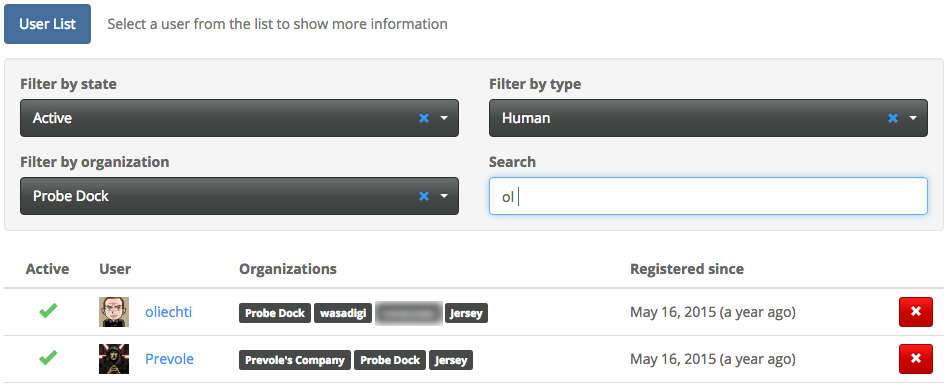 User List Select a user from the list to show more information
Filter by state Filter by type
Active Human
Filter by organization Search
Probe Dock ol
Active User Organizations Registered since
oliechti Probe Dock wasadigi Jersey May 16, 2015 (a year ago)
Prevole Prevole's Company Probe Dock Jersey May 16, 2015 (a year ago)